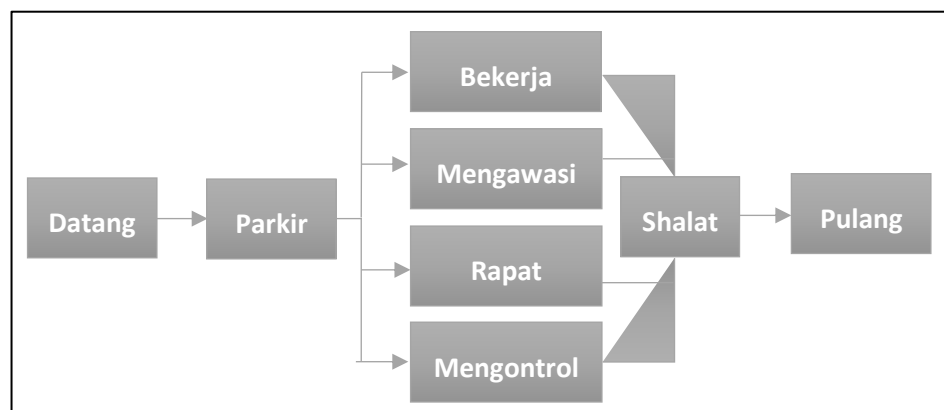 Datang
Parkir
Bekerja
Mengawasi
Rapat
Mengontrol
Shalat
Pulang